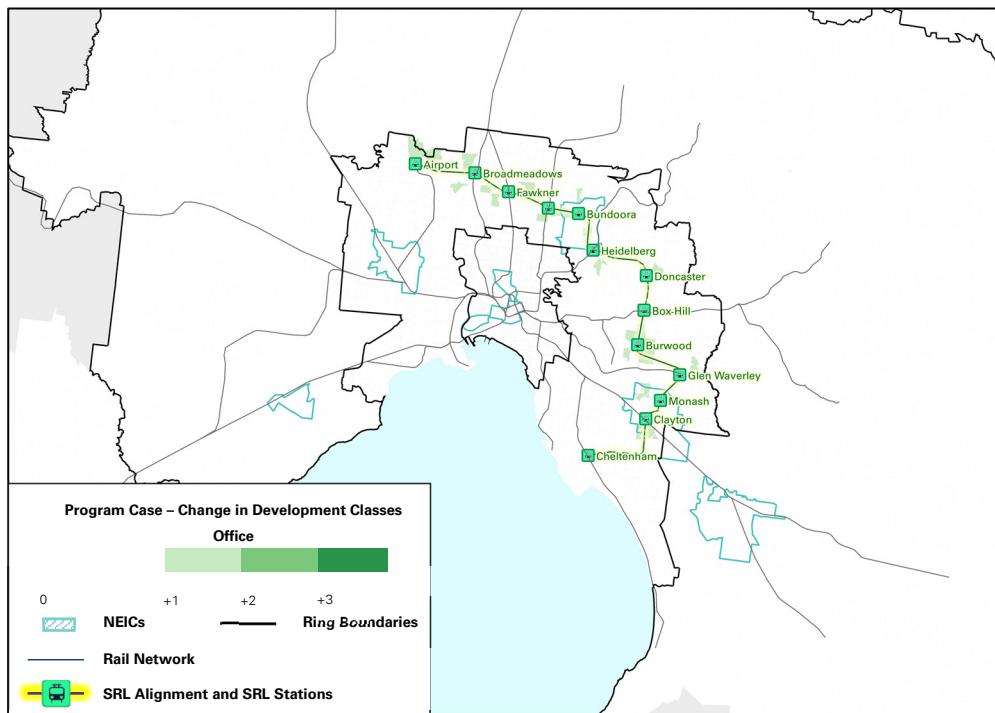 Airport
Broadmeadows
Fawkner
Bundoora
Heidelberg
Doncaster
Box-Hill
Burwood
Glen Waverley
Monash
Clayton
Cheltenham
Program Case – Change in Development Classes
Office
0 +1 +2 +3
NEICs Ring Boundaries
Rail Network
SRL Alignment and SRL Stations